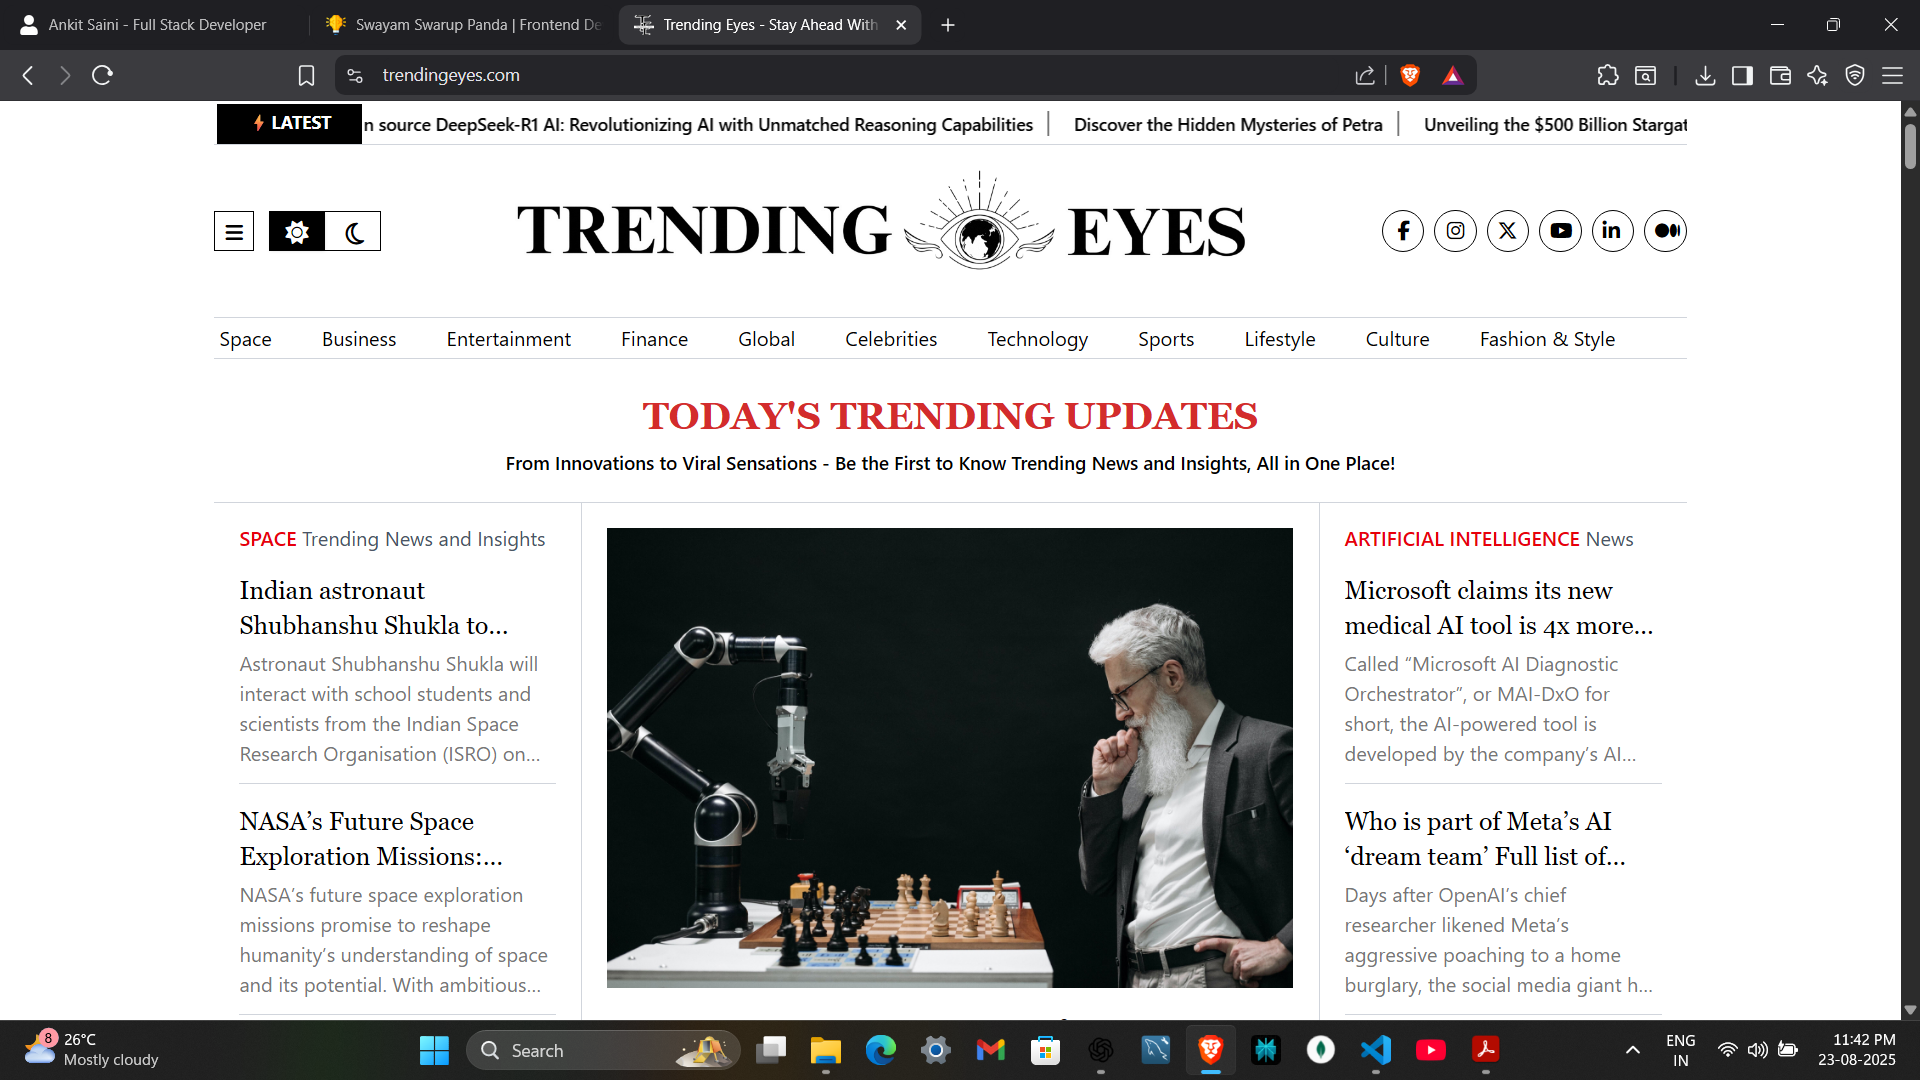 Ankit Saini - Full Stack Developer
Swayam Swarup Panda | Frontend De
Trending Eyes - Stay Ahead With
trendingeyes.com
LATEST
n source DeepSeek-R1 AI: Revolutionizing AI with Unmatched Reasoning Capabilities
Discover the Hidden Mysteries of Petra
Unveiling the $500 Billion Stargat
TRENDING EYES
Space Business Entertainment Finance Global Celebrities Technology Sports Lifestyle Culture Fashion & Style
TODAY'S TRENDING UPDATES
From Innovations to Viral Sensations - Be the First to Know Trending News and Insights, All in One Place!
SPACE Trending News and Insights
Indian astronaut
Shubhanshu Shukla to...
Astronaut Shubhanshu Shukla will
interact with school students and
scientists from the Indian Space
Research Organisation (ISRO) on...
NASA’s Future Space
Exploration Missions:...
NASA’s future space exploration
missions promise to reshape
humanity’s understanding of space
and its potential. With ambitious...
ARTIFICIAL INTELLIGENCE News
Microsoft claims its new
medical AI tool is 4x more...
Called “Microsoft AI Diagnostic
Orchestrator”, or MAI-DxO for
short, the AI-powered tool is
developed by the company’s AI...
Who is part of Meta’s AI
‘dream team’ Full list of...
Days after OpenAI’s chief
researcher likened Meta’s
aggressive poaching to a home
burglary, the social media giant h...
8
26°C
Mostly cloudy
Search
ENG
IN
11:42 PM
23-08-2025